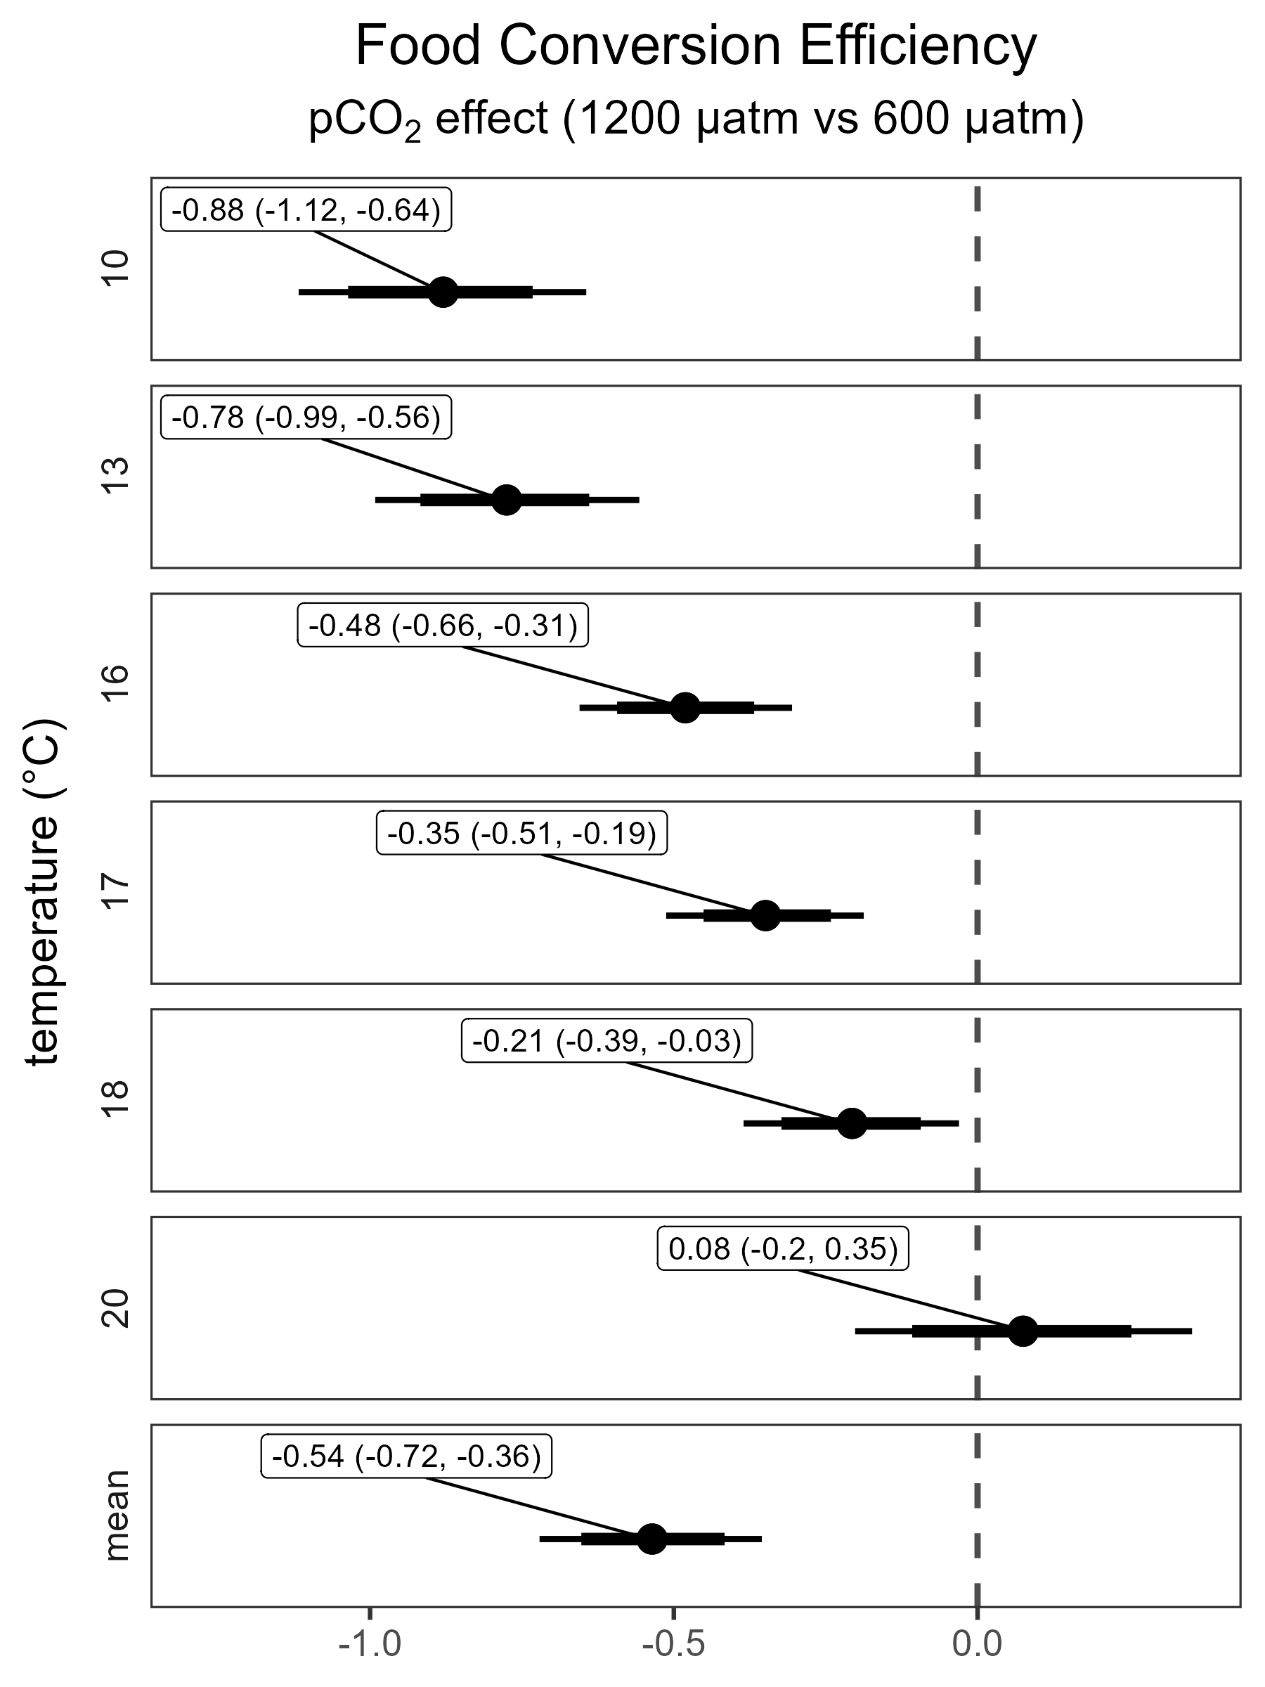 Food Conversion Efficiency
pCO₂ effect (1200 µatm vs 600 µatm)
temperature (°C)
10
-0.88 (-1.12, -0.64)
13
-0.78 (-0.99, -0.56)
16
-0.48 (-0.66, -0.31)
17
-0.35 (-0.51, -0.19)
18
-0.21 (-0.39, -0.03)
20
0.08 (-0.2, 0.35)
mean
-0.54 (-0.72, -0.36)
-1.0 -0.5 0.0